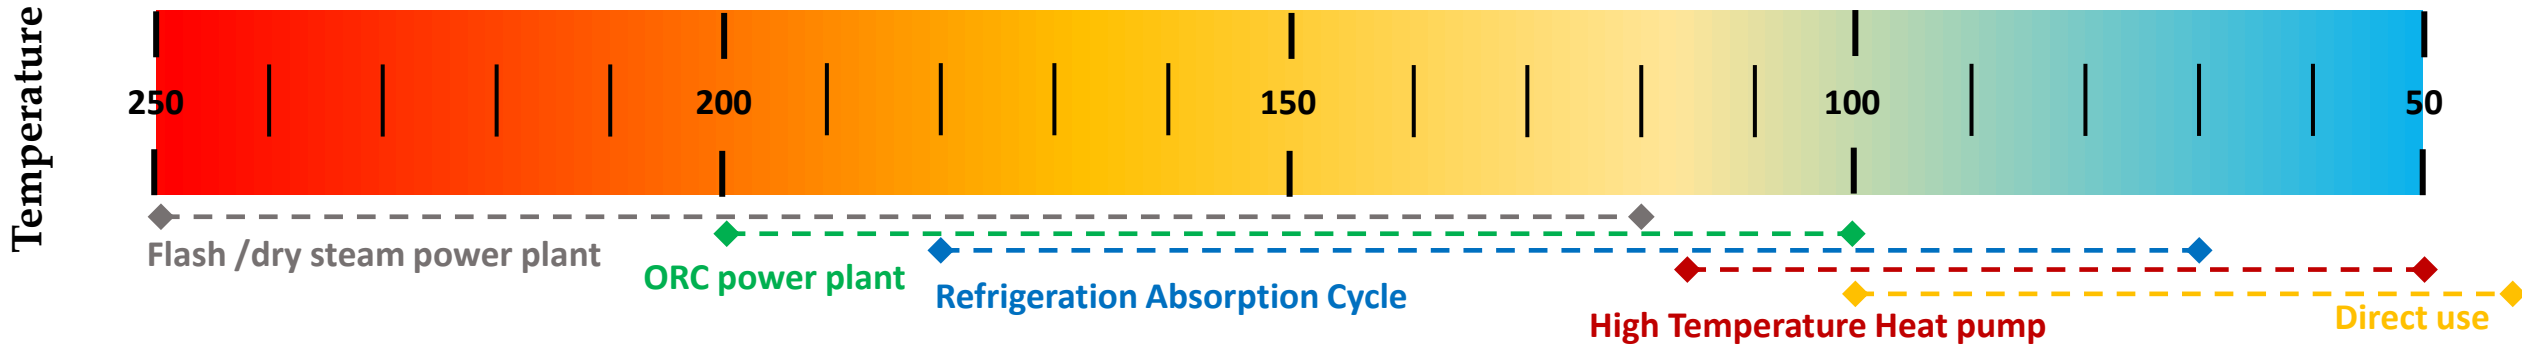 Temperature
250
200
150
100
50
Flash /dry steam power plant
ORC power plant
Refrigeration Absorption Cycle
High Temperature Heat pump
Direct use